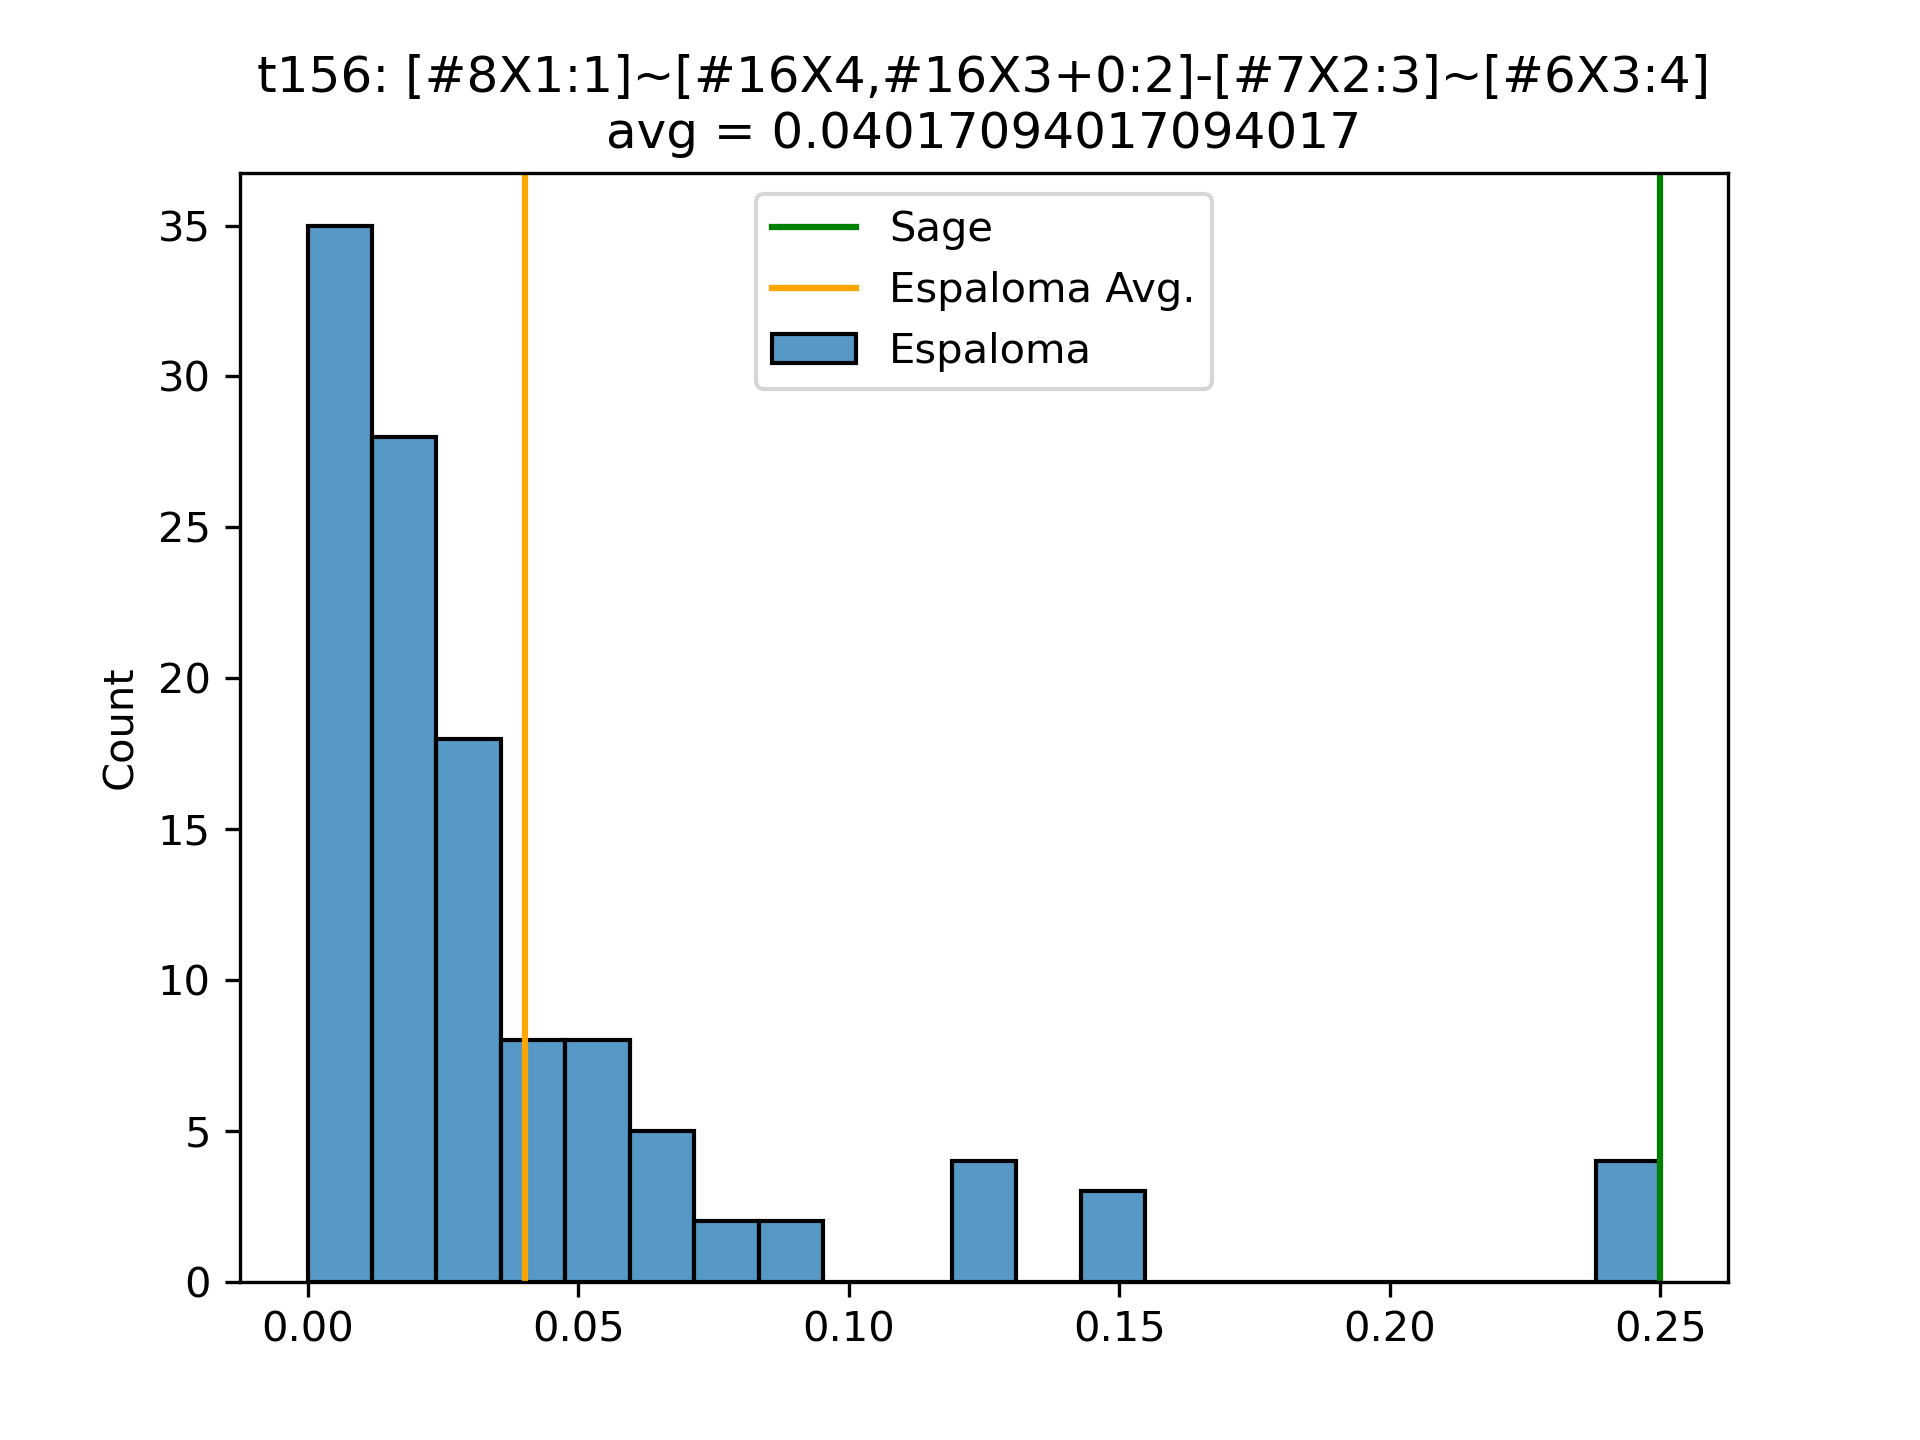 t156: [#8X1:1]~[#16X4,#16X3+0:2]-[#7X2:3]~[#6X3:4]
avg = 0.04017094017094017
Sage
Espaloma Avg.
Espaloma
Count
35
30
25
20
15
10
5
0
0.00 0.05 0.10 0.15 0.20 0.25